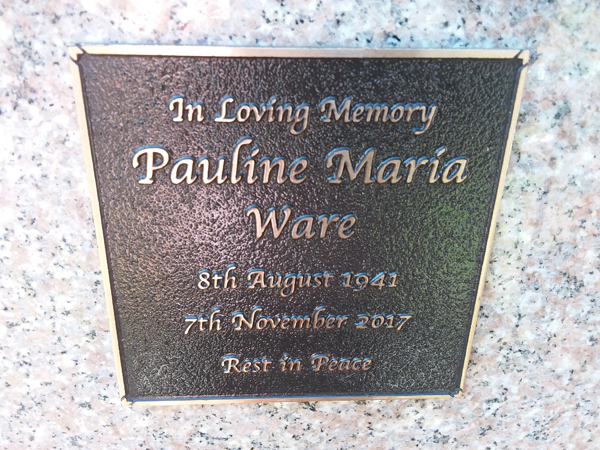 In Loving Memory
Pauline Maria
Ware
8th August 1941
7th November 2017
Rest in Peace